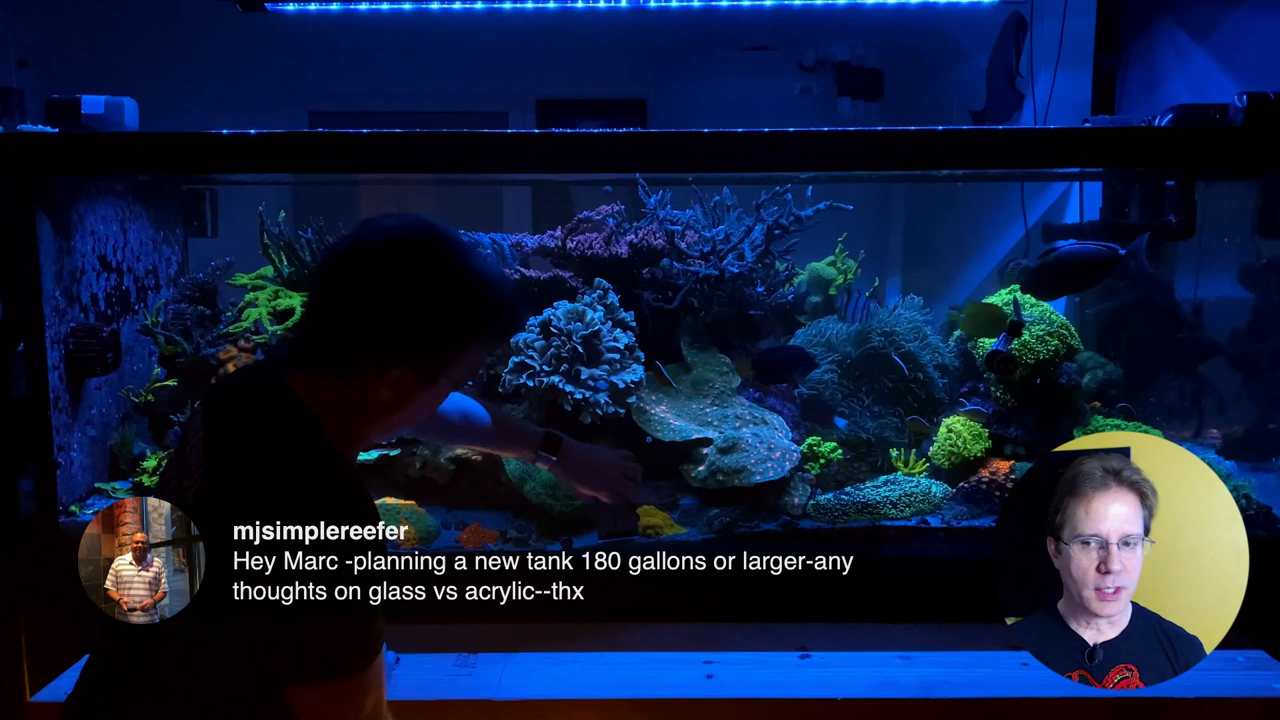 mjsimplereefer
Hey Marc -planning a new tank 180 gallons or larger-any
thoughts on glass vs acrylic--thx